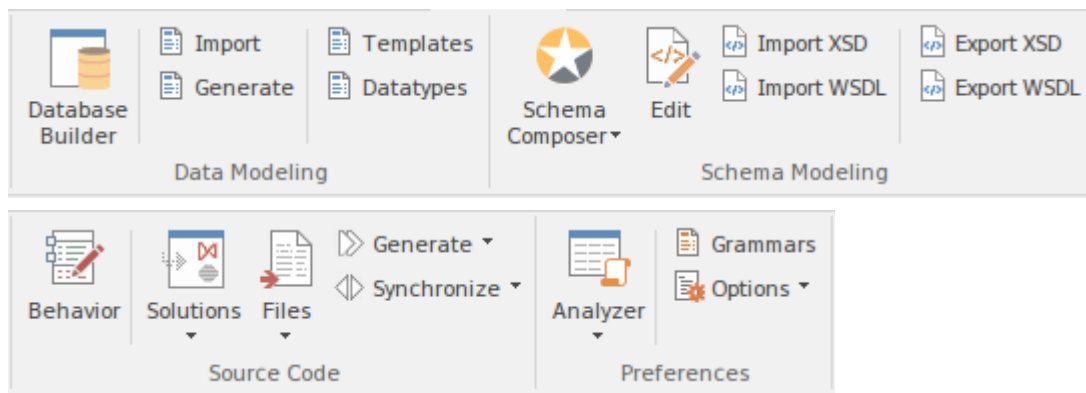 Database
Builder
Import
Generate
Templates
Datatypes
Data Modeling
Schema
Composer
Edit
Import XSD
Import WSDL
Export XSD
Export WSDL
Schema Modeling
Behavior
Solutions
Files
Generate
Synchronize
Source Code
Analyzer
Grammars
Options
Preferences